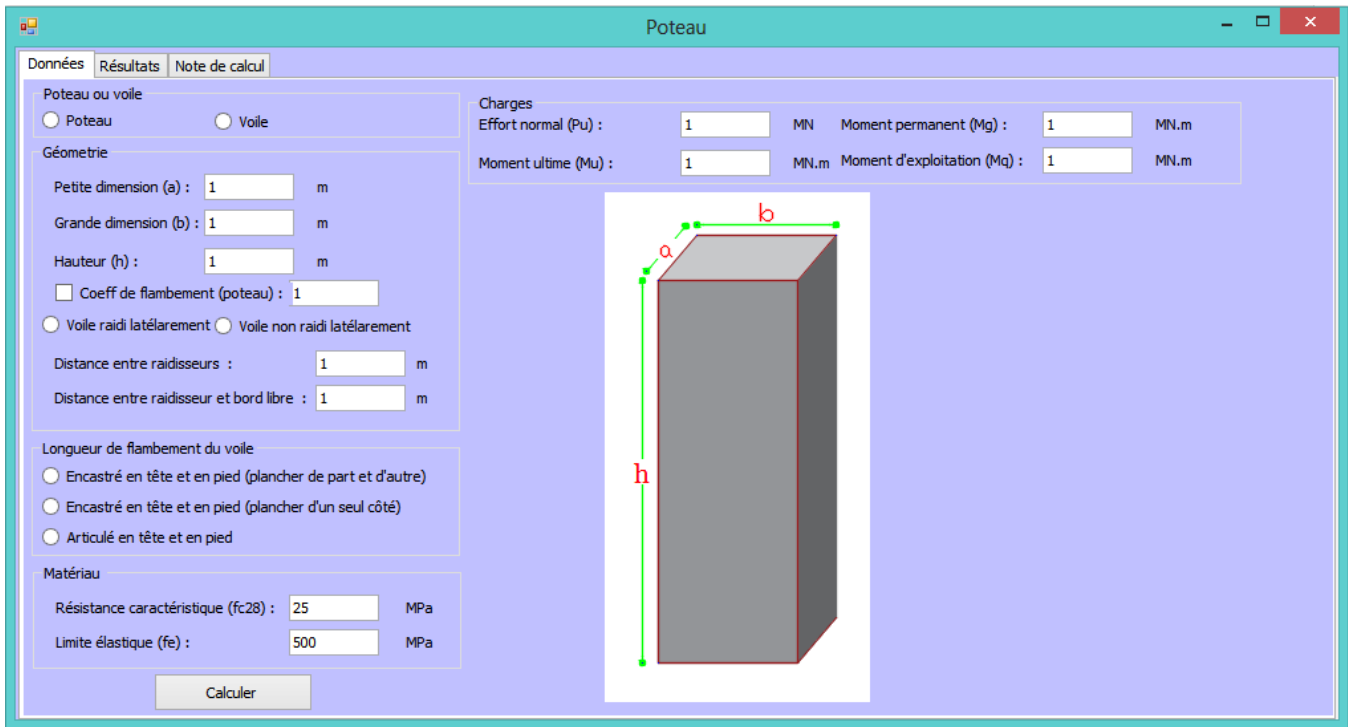 Poteau
Données Résultats Note de calcul
Poteau ou voile
Poteau Voile
Géometrie
Petite dimension (a) : 1 m
Grande dimension (b) : 1 m
Hauteur (h) : 1 m
Coeff de flambement (poteau) : 1
Voile raidi latélarement Voile non raidi latélarement
Distance entre raidisseurs : 1 m
Distance entre raidisseur et bord libre : 1 m
Longueur de flambement du voile
Encastré en tête et en pied (plancher de part et d'autre)
Encastré en tête et en pied (plancher d'un seul côté)
Articulé en tête et en pied
Matériau
Résistance caractéristique (fc28) : 25 MPa
Limite élastique (fe) : 500 MPa
Calculer
Charges
Effort normal (Pu) : 1 MN Moment permanent (Mg) : 1 MN.m
Moment ultime (Mu) : 1 MN.m Moment d'exploitation (Mq) : 1 MN.m
b
a
h